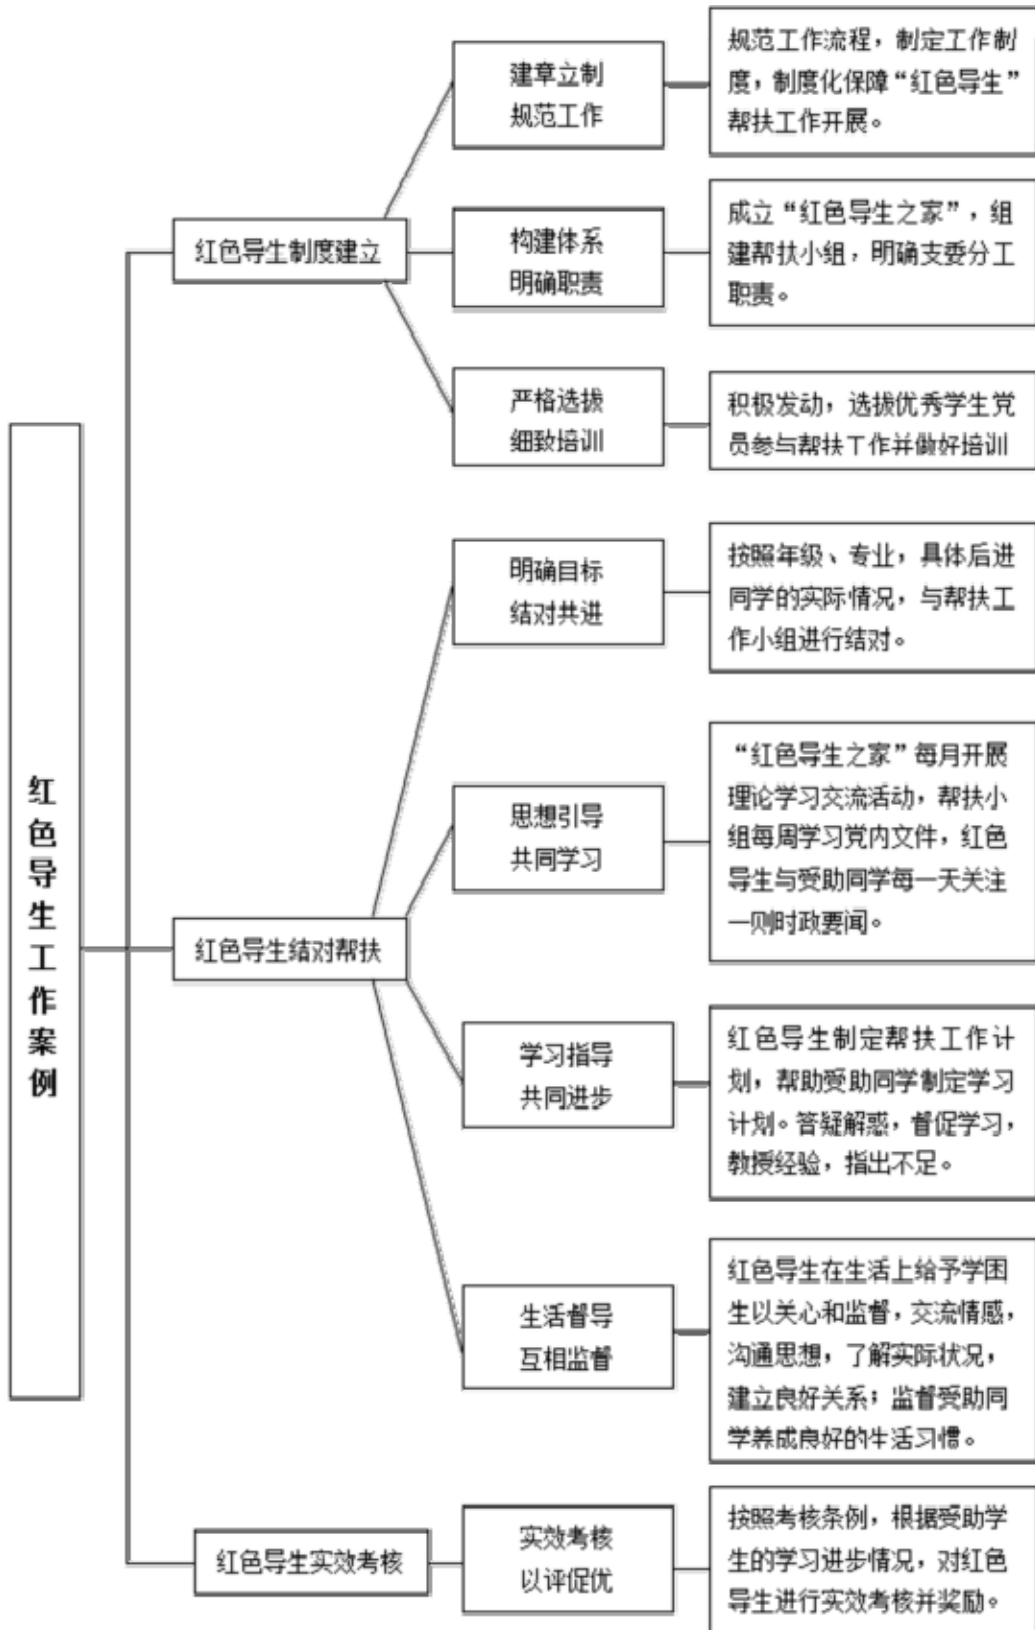 红色导生工作案例
红色导生制度建立
建章立制
规范工作
规范工作流程，制定工作制
度，制度化保障“红色导生”
帮扶工作开展。
构建体系
明确职责
成立“红色导生之家”，组
建帮扶小组，明确支委分工
职责。
严格选拔
细致培训
积极发动，选拔优秀学生党
员参与帮扶工作并做好培训
红色导生结对帮扶
明确目标
结对共进
按照年级、专业，具体后进
同学的实际情况，与帮扶工
作小组进行结对。
思想引导
共同学习
“红色导生之家”每月开展
理论学习交流活动，帮扶小
组每周学习党内文件，红色
导生与受助同学每一天关注
一则时政要闻。
学习指导
共同进步
红色导生制定帮扶工作计
划，帮助受助同学制定学习
计划。答疑解惑，督促学习，
教授经验，指出不足。
生活督导
互相监督
红色导生在生活上给予学困
生以关心和监督，交流情感，
沟通思想，了解实际状况，
建立良好关系；监督受助同
学养成良好的生活习惯。
红色导生实效考核
实效考核
以评促优
按照考核条例，根据受助学
生的学习进步情况，对红色
导生进行实效考核并奖励。